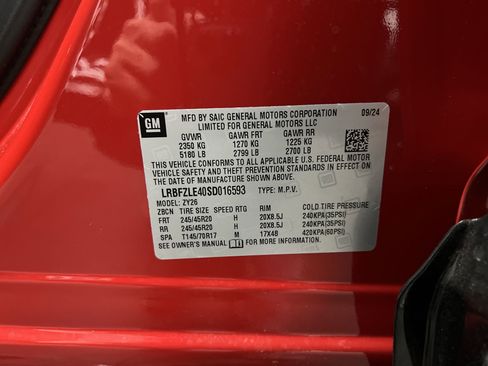 GM
MFD BY SAIC GENERAL MOTORS CORPORATION 09/24
LIMITED FOR GENERAL MOTORS LLC
GVWR GAWR FRT GAWR RR
2350 KG 1270 KG 1225 KG
5180 LB 2799 LB 2700 LB
THIS VEHICLE CONFORMS TO ALL APPLICABLE U.S. FEDERAL MOTOR
VEHICLE SAFETY AND THEFT PREVENTION STANDARDS IN EFFECT ON
THE DATE OF MANUFACTURE SHOWN ABOVE.
LRBFZLE40SD016593 TYPE: M.P.V.
MODEL: ZY26
ZBCN TIRE SIZE SPEED RTG RIM COLD TIRE PRESSURE
FRT 245/45R20 H 20X8.5J 240KPA(35PSI)
RR 245/45R20 H 20X8.5J 240KPA(35PSI)
SPA T145/70R17 M 17X4B 420KPA(60PSI)
SEE OWNER'S MANUAL FOR MORE INFORMATION.